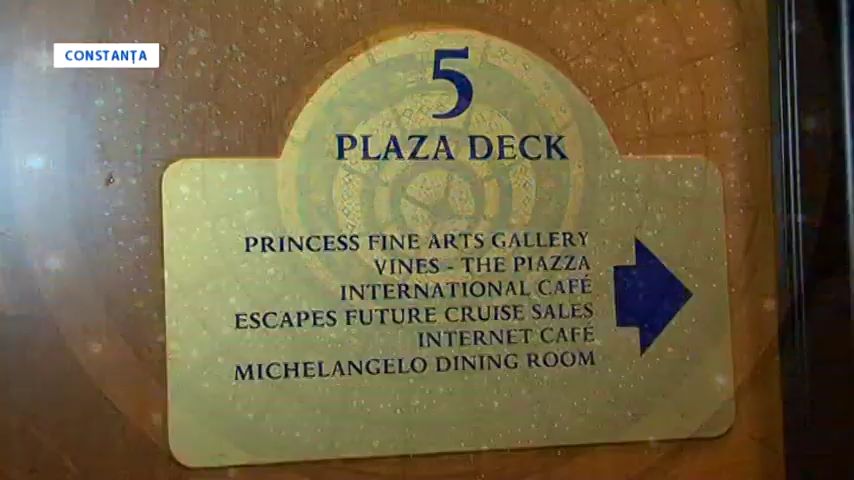 CONSTANȚA
5
PLAZA DECK
PRINCESS FINE ARTS GALLERY
VINES - THE PIAZZA
INTERNATIONAL CAFÉ
ESCAPES FUTURE CRUISE SALES
INTERNET CAFÉ
MICHELANGELO DINING ROOM